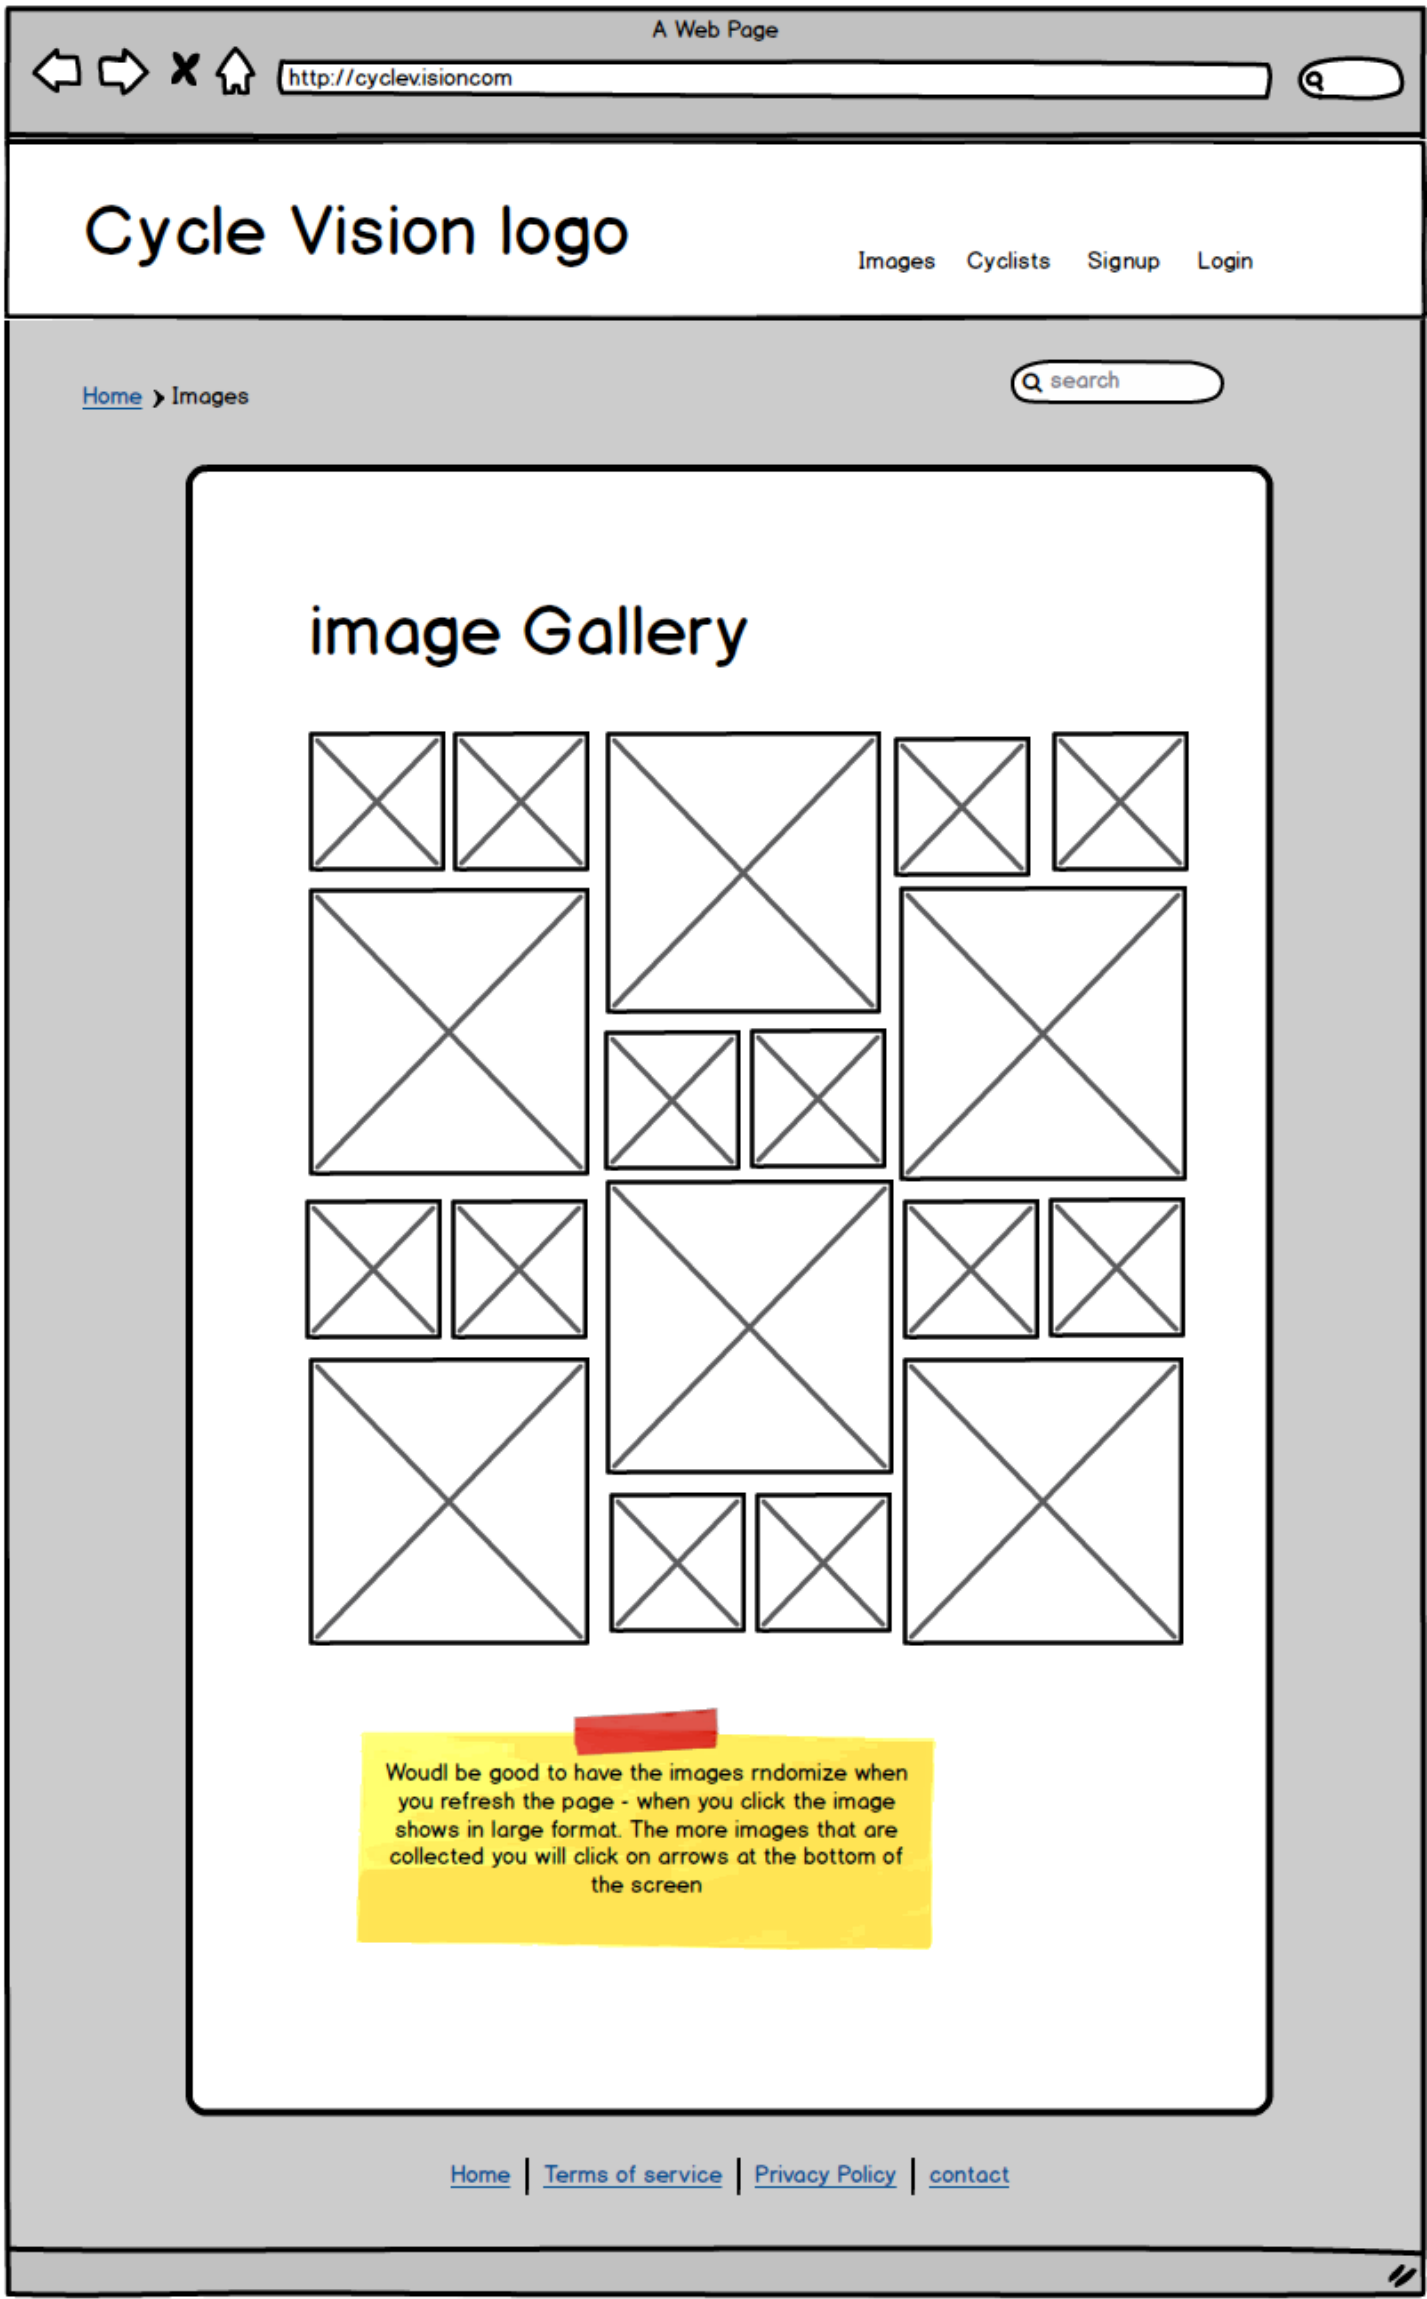 A Web Page
http://cyclev.isioncom
Cycle Vision logo
Images Cyclists Signup Login
Home Images
search
image Gallery
Woudl be good to have the images rndomize when
you refresh the page - when you click the image
shows in large format. The more images that are
collected you will click on arrows at the bottom of
the screen
Home Terms of service Privacy Policy contact